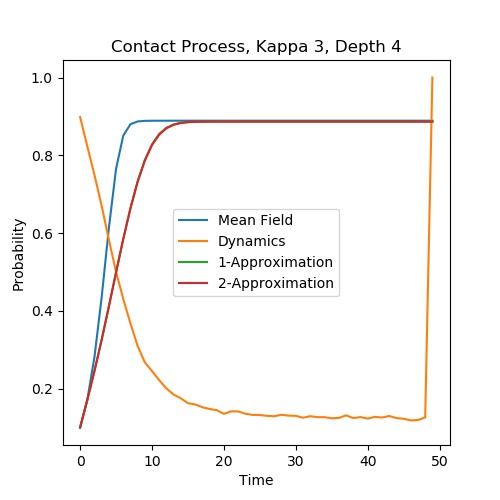 Contact Process, Kappa 3, Depth 4
1.0
0.8
0.6
0.4
0.2
Probability
Mean Field
Dynamics
1-Approximation
2-Approximation
0 10 20 30 40 50
Time